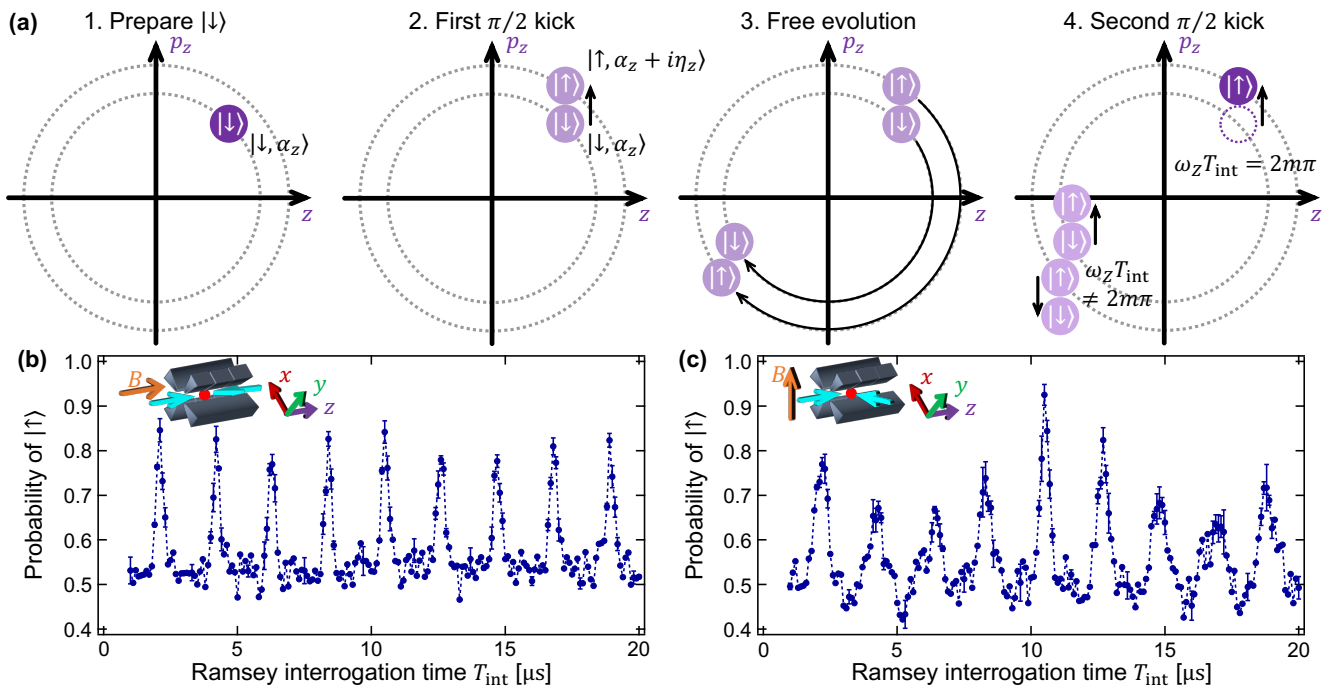 (a)
1. Prepare |↓⟩
2. First π/2 kick
3. Free evolution
4. Second π/2 kick
p_z
|↓⟩
|↓, α_z⟩
z
p_z
|↑, α_z + iη_z⟩
|↑⟩
|↓⟩
|↓, α_z⟩
z
p_z
|↑⟩
|↓⟩
|↓⟩
|↑⟩
z
p_z
|↑⟩
ω_Z T_int = 2mπ
z
|↑⟩
|↓⟩
|↑⟩
|↓⟩
ω_Z T_int
≠ 2mπ
(b)
Probability of |↑⟩
1.0
0.9
0.8
0.7
0.6
0.5
0.4
B
x
y
z
0
5
10
15
20
Ramsey interrogation time T_int [μs]
(c)
Probability of |↑⟩
1.0
0.9
0.8
0.7
0.6
0.5
0.4
B
x
y
z
0
5
10
15
20
Ramsey interrogation time T_int [μs]